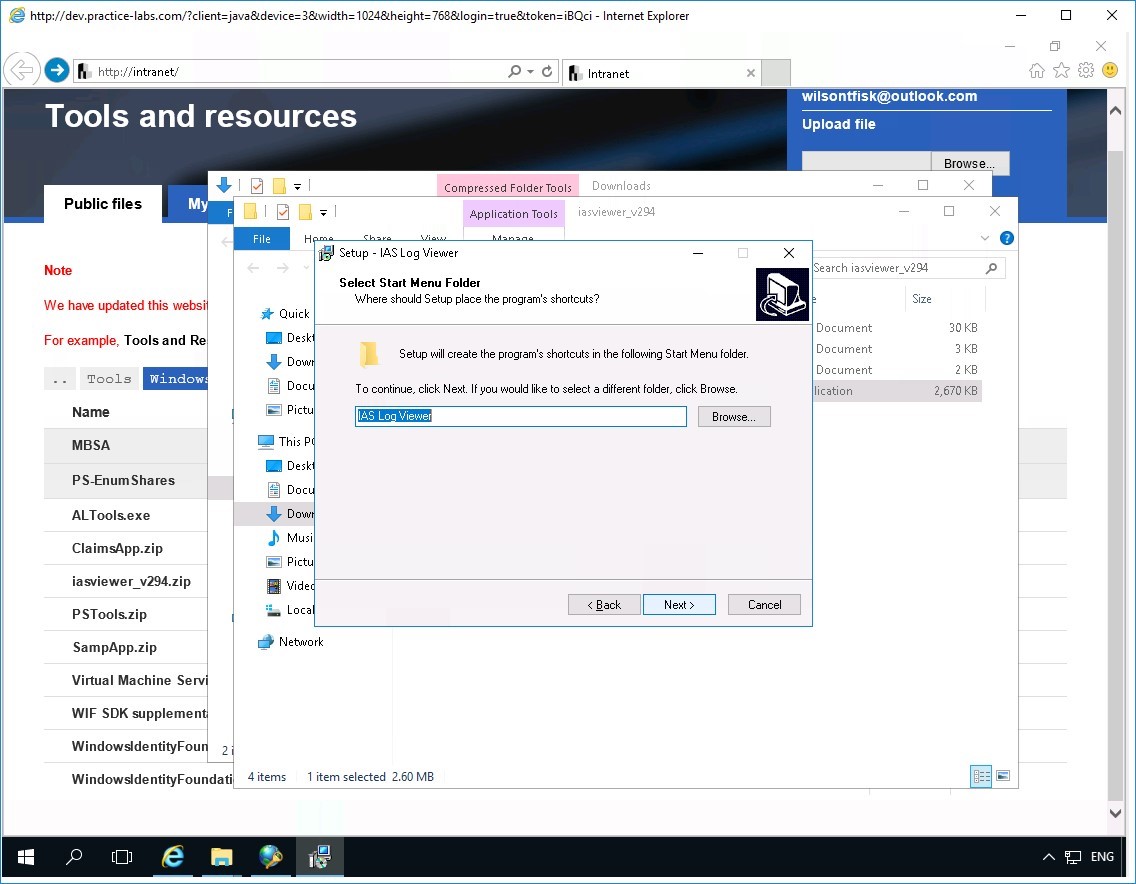 http://dev.practice-labs.com/?client=java&device=3&width=1024&height=768&login=true&token=iBQci - Internet Explorer
http://intranet/
Intranet
Tools and resources
wilsontfisk@outlook.com
Upload file
Browse...
Public files
My
Compressed Folder Tools
Downloads
F
Application Tools
iasviewer_v294
File
Home
Share
View
Manage
Note
We have updated this websit
For example, Tools and Re
..
Tools
Windows
Name
MBSA
PS-EnumShares
ALTools.exe
ClaimsApp.zip
iasviewer_v294.zip
PSTools.zip
SampApp.zip
Virtual Machine Servi
WIF SDK supplementa
WindowsIdentityFoun
WindowsIdentityFoundati
2 i
Quick
Deskt
Down
Docu
Pictu
This PC
Deskt
Docu
Down
Musi
Pictu
Video
Local
Network
Search iasviewer_v294
e
Size
Document
30 KB
Document
3 KB
Document
2 KB
lication
2,670 KB
4 items
1 item selected 2.60 MB
Setup - IAS Log Viewer
Select Start Menu Folder
Where should Setup place the program's shortcuts?
Setup will create the program's shortcuts in the following Start Menu folder.
To continue, click Next. If you would like to select a different folder, click Browse.
IAS Log Viewer
Browse...
< Back
Next >
Cancel
ENG